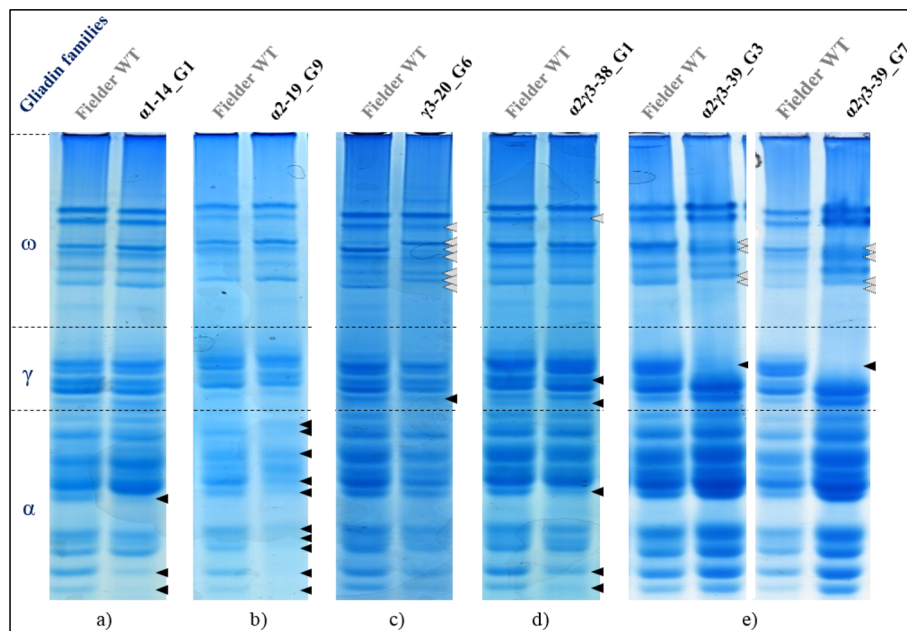 Gliadin families
Fielder WT
α1-14_G1
Fielder WT
α2-19_G9
Fielder WT
γ3-20_G6
Fielder WT
α2γ3-38_G1
Fielder WT
α2γ3-39_G3
Fielder WT
α2γ3-39_G7
ω
γ
α
a)
b)
c)
d)
e)